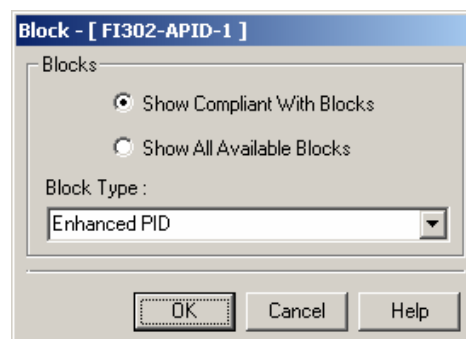 Block - [ FI302-APID-1 ]
Blocks
Show Compliant With Blocks
Show All Available Blocks
Block Type :
Enhanced PID
OK Cancel Help